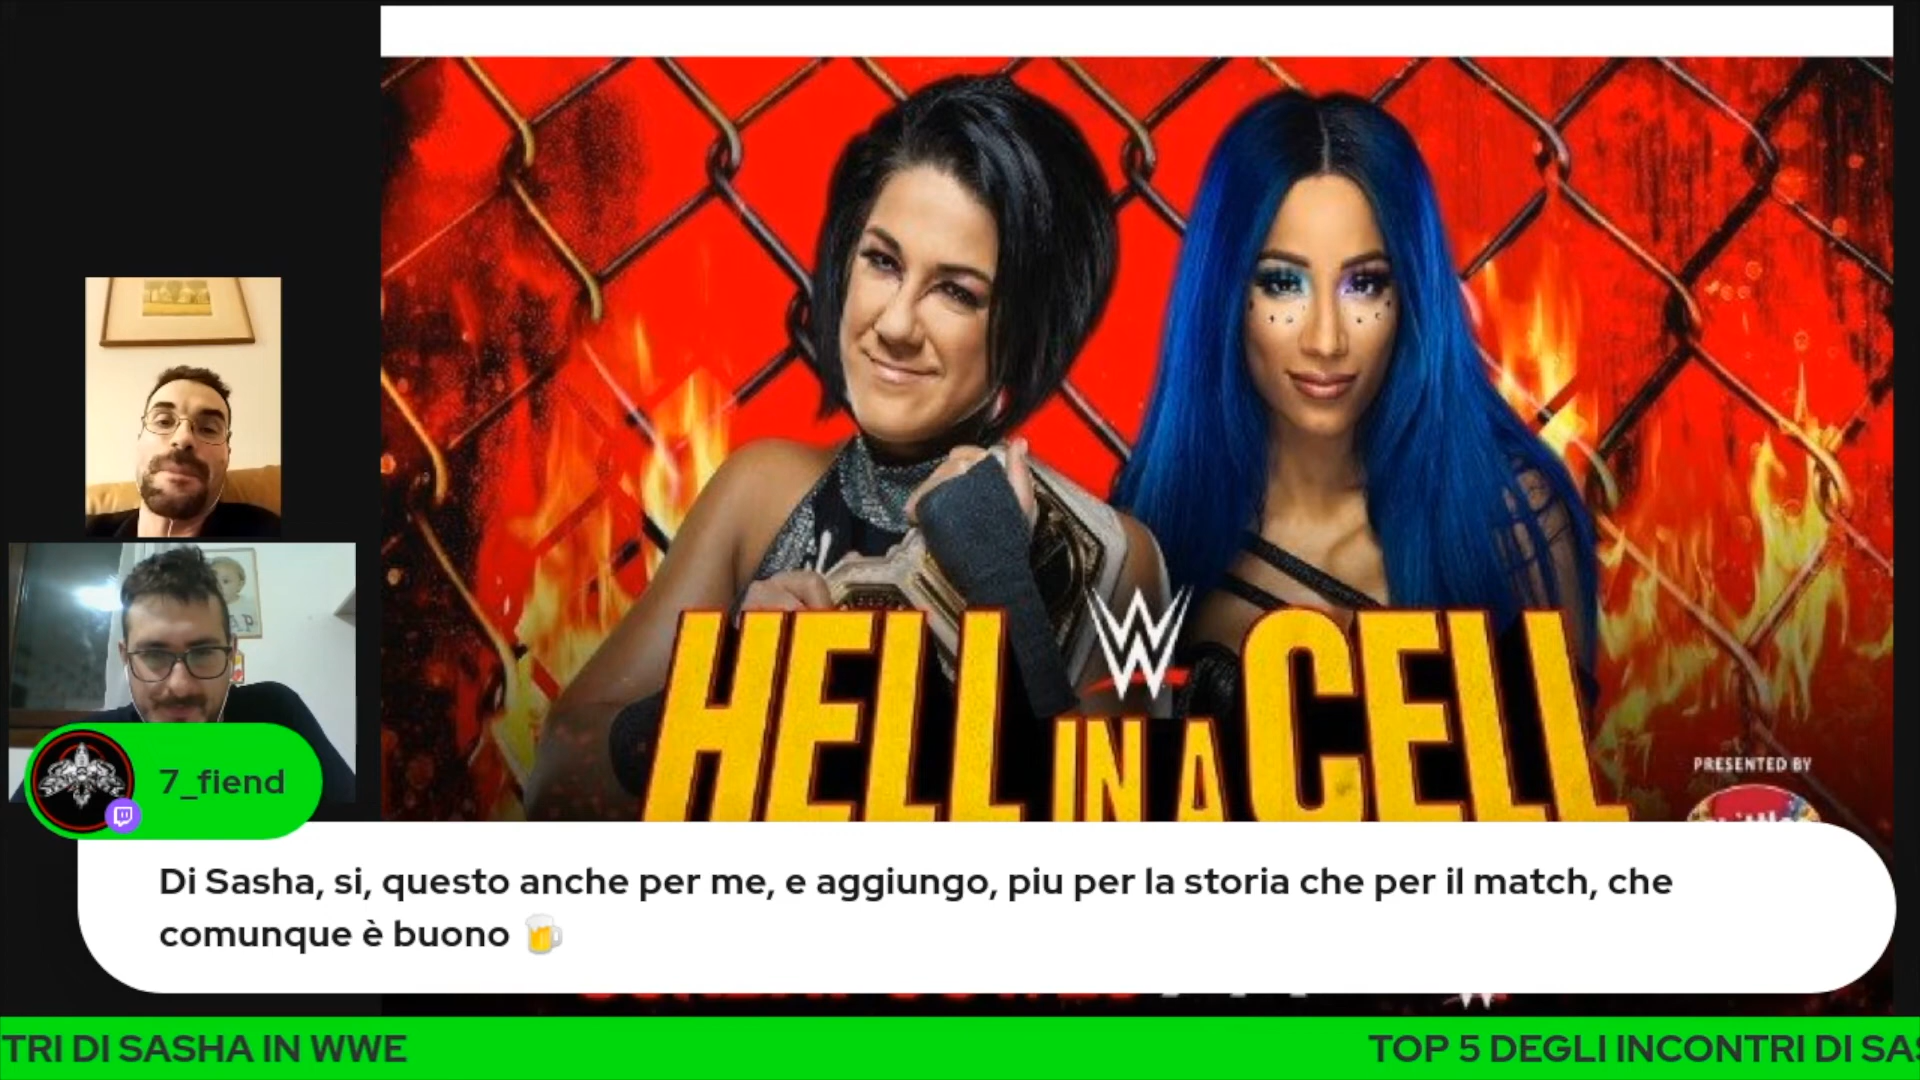 HELL IN A CELL
PRESENTED BY
7_fiend
Di Sasha, si, questo anche per me, e aggiungo, piu per la storia che per il match, che
comunque è buono 🍺
TRI DI SASHA IN WWE
TOP 5 DEGLI INCONTRI DI SAS